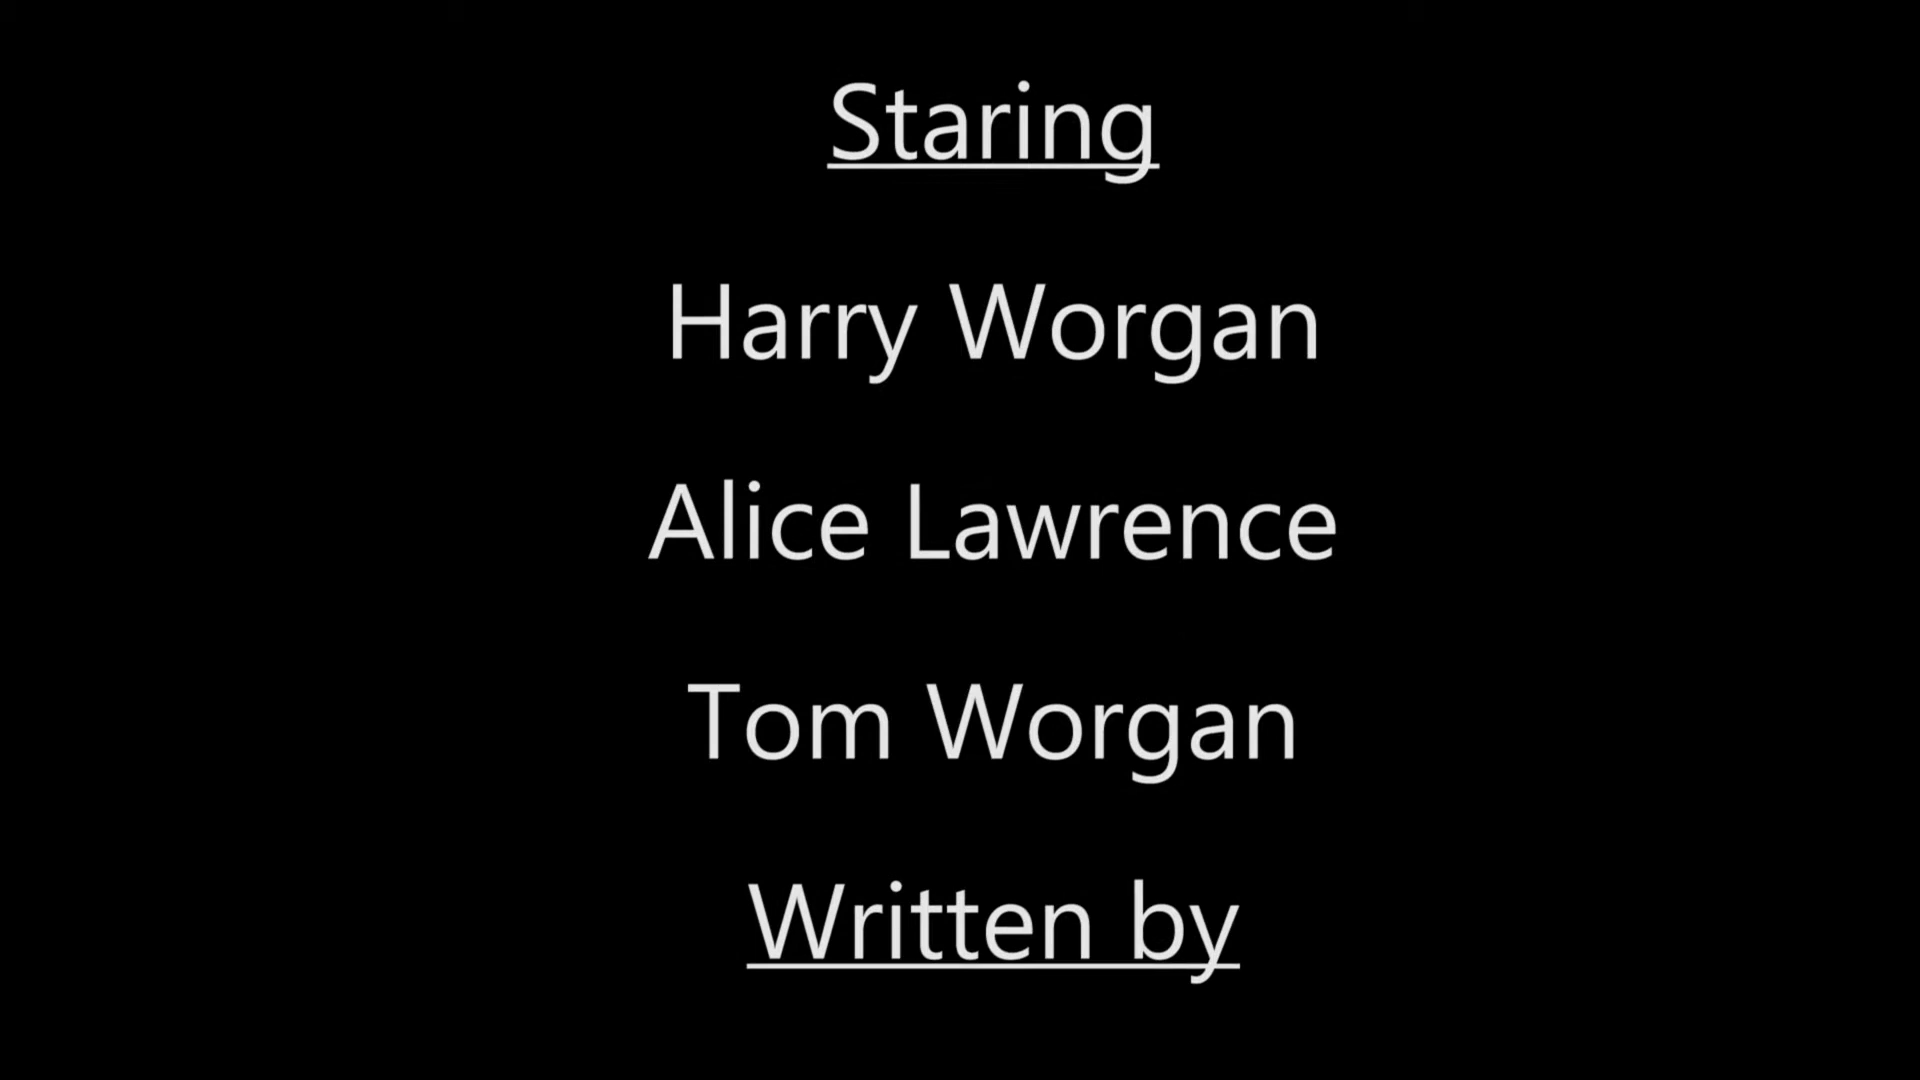 Staring
Harry Worgan
Alice Lawrence
Tom Worgan
Written by